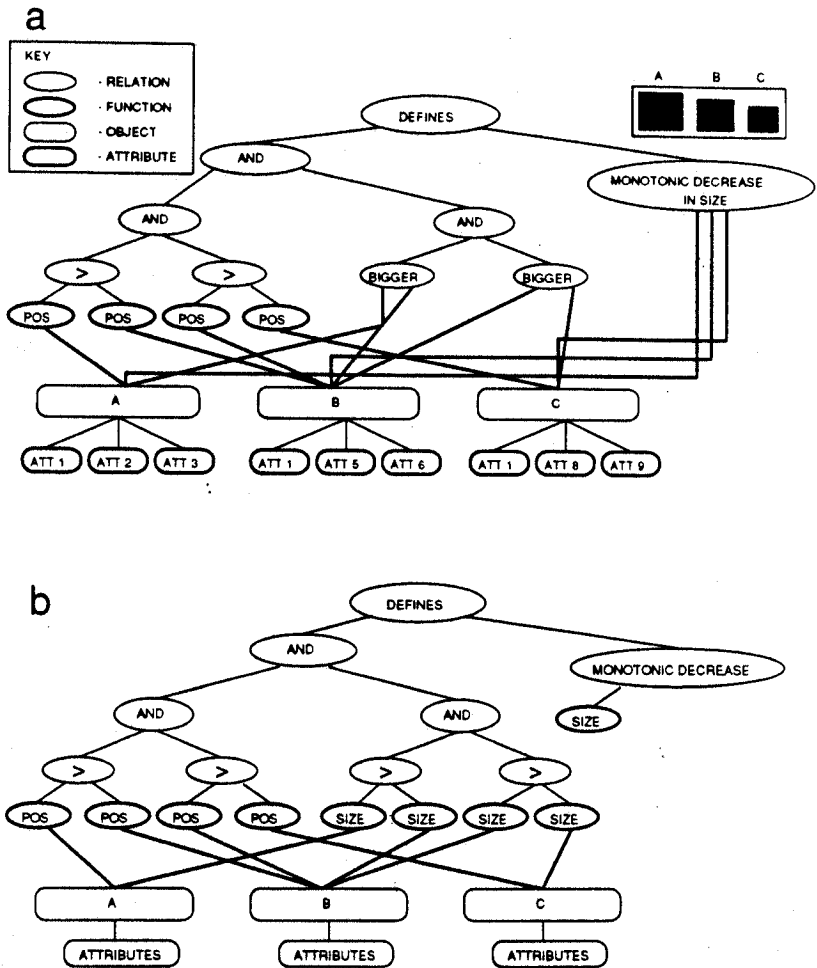 a
KEY
- RELATION
- FUNCTION
- OBJECT
- ATTRIBUTE
A B C
DEFINES
AND
MONOTONIC DECREASE
IN SIZE
AND AND
> > BIGGER BIGGER
POS POS POS POS
A B C
ATT 1 ATT 2 ATT 3 ATT 1 ATT 5 ATT 6 ATT 1 ATT 8 ATT 9
b
DEFINES
AND
MONOTONIC DECREASE
AND AND SIZE
> > > >
POS POS POS POS SIZE SIZE SIZE SIZE
A B C
ATTRIBUTES ATTRIBUTES ATTRIBUTES